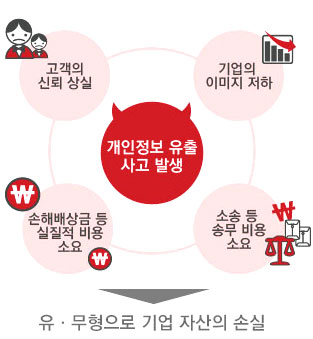 고객의
신뢰 상실
기업의
이미지 저하
개인정보 유출
사고 발생
손해배상금 등
실질적 비용
소요
소송 등
송무 비용
소요
유 · 무형으로 기업 자산의 손실